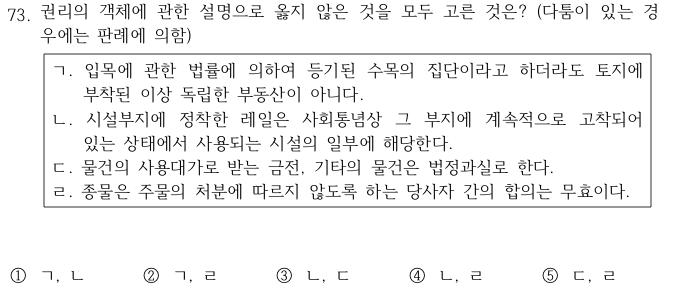 73. 권리의 객체에 관한 설명으로 옳지 않은 것을 모두 고른 것은? (다툼이 있는 경
우에는 판례에 의함)
ㄱ. 입목에 관한 법률에 의하여 등기된 수목의 집단이라고 하더라도 토지에
부착된 이상 독립한 부동산이 아니다.
ㄴ. 시설부지에 정착한 레일은 사회통념상 그 부지에 계속적으로 고착되어
있는 상태에서 사용되는 시설의 일부에 해당한다.
ㄷ. 물건의 사용대가로 받는 금전, 기타의 물건은 법정과실로 한다.
ㄹ. 종물은 주물의 처분에 따르지 않도록 하는 당사자 간의 합의는 무효이다.
① ㄱ, ㄴ ② ㄱ, ㄹ ③ ㄴ, ㄷ ④ ㄴ, ㄹ ⑤ ㄷ, ㄹ